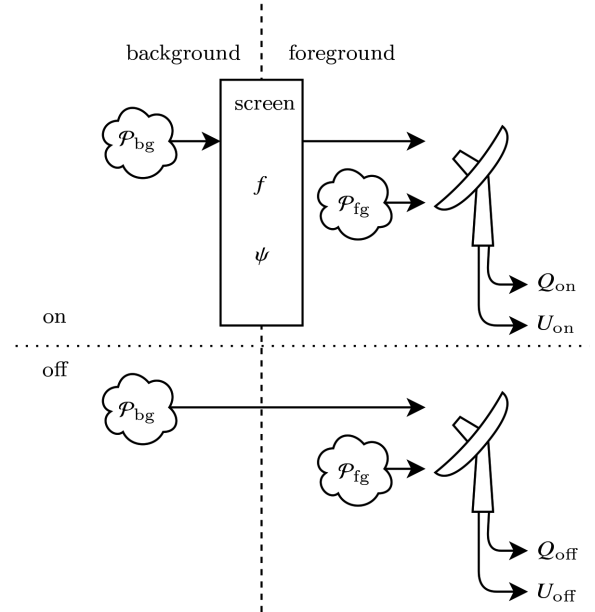 background foreground
screen
𝒫bg
f
𝒫fg
ψ
Qon
on
Uon
off
𝒫bg
𝒫fg
Qoff
Uoff